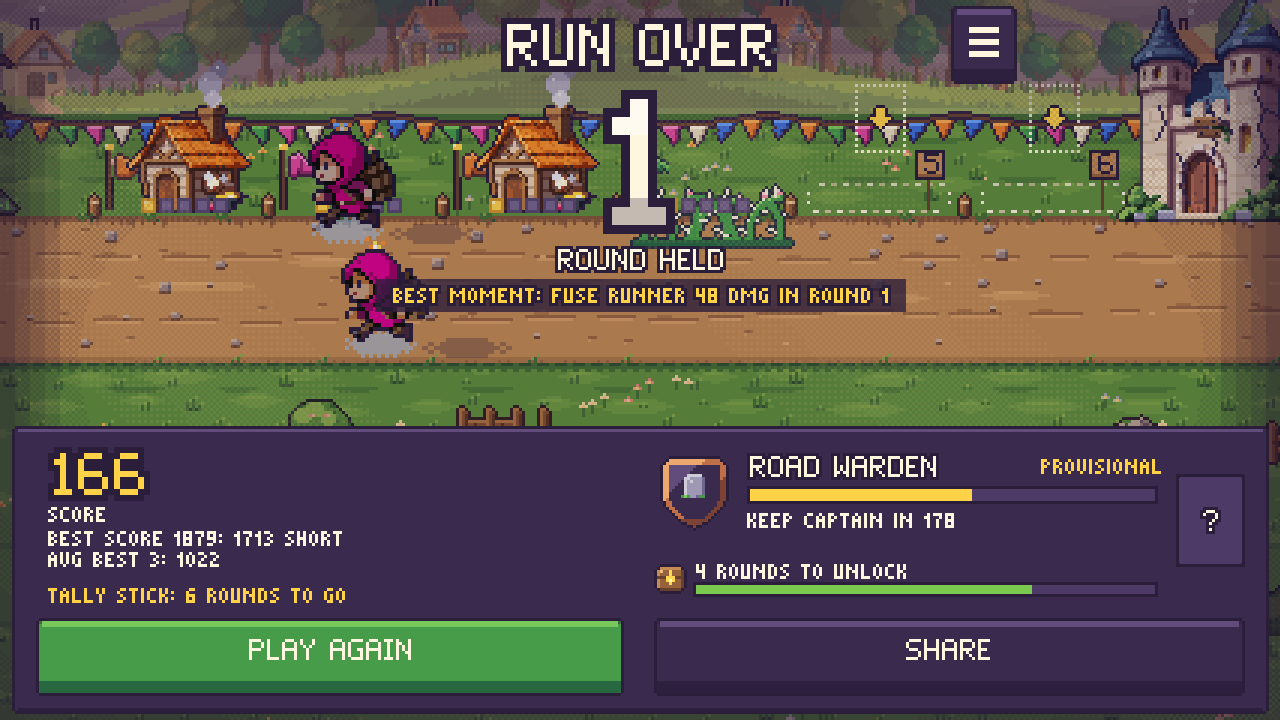 RUN OVER
1
5
6
ROUND HELD
BEST MOMENT: FUSE RUNNER 48 DMG IN ROUND 1
166
SCORE
BEST SCORE 1879: 1713 SHORT
AVG BEST 3: 1022
TALLY STICK: 6 ROUNDS TO GO
PLAY AGAIN
ROAD WARDEN
PROVISIONAL
KEEP CAPTAIN IN 178
?
4 ROUNDS TO UNLOCK
SHARE